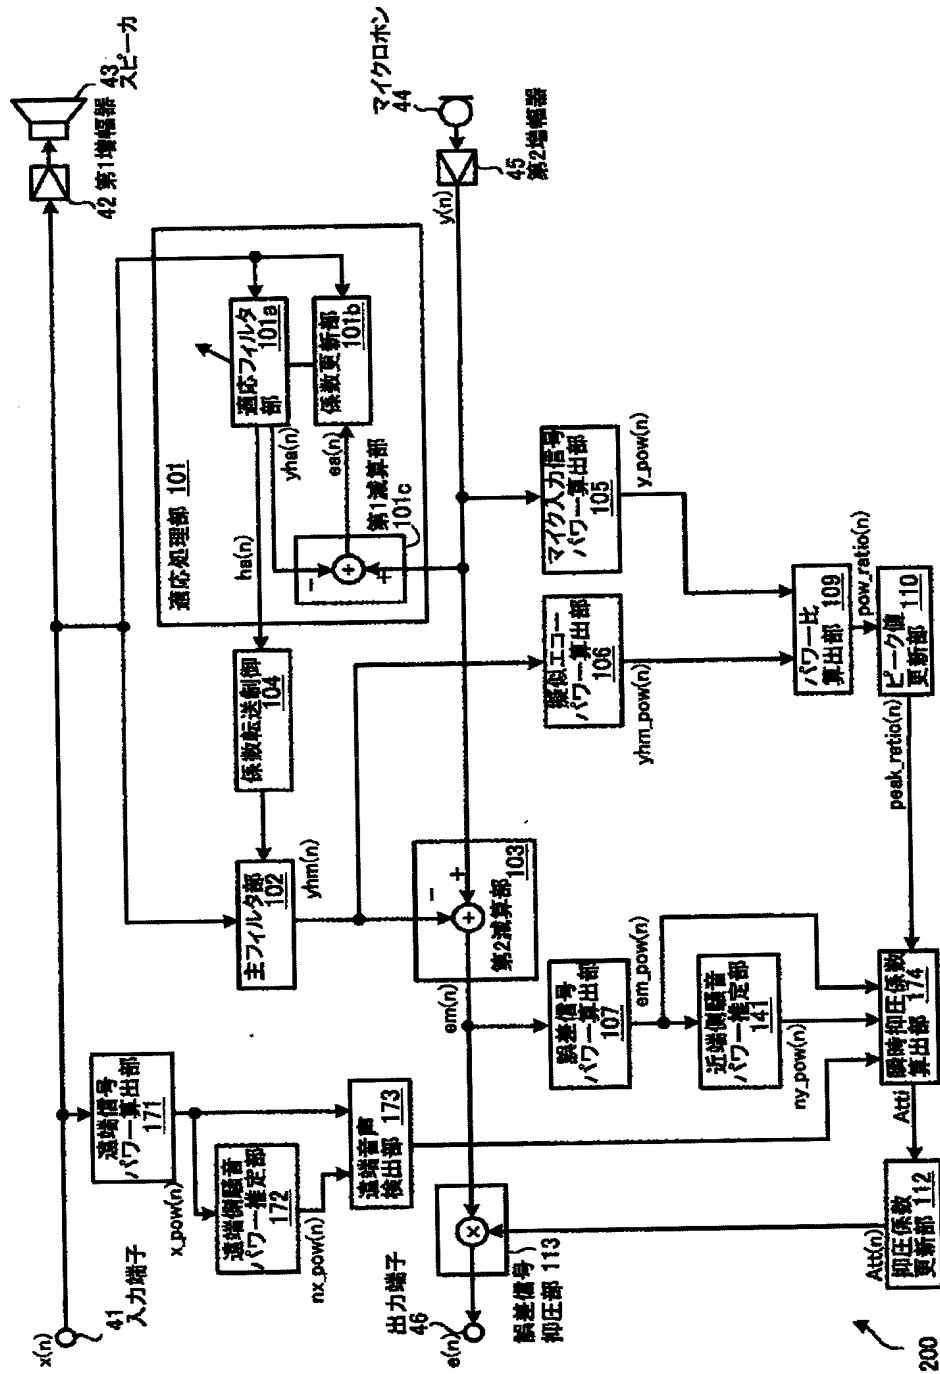 x(n)
41
入力端子
遠端信号
パワー算出部
171
x_pow(n)
遠端側騒音
パワー推定部
172
nx_pow(n)
遠端音声
検出部 173
42 第1増幅器
43
スピーカ
適応処理部 101
適応フィルタ
部 101a
係数更新部
101b
ha(n)
yha(n)
ea(n)
第1減算部
101c
-
+
+
係数転送制御
104
主フィルタ部
102
yhm(n)
マイクロホン
44
45
第2増幅器
y(n)
-
+
+
第2減算部
103
em(n)
×
誤差信号
抑圧部 113
出力端子
46
e(n)
マイク入力信号
パワー算出部
105
y_pow(n)
擬似エコー
パワー算出部
106
yhm_pow(n)
誤差信号
パワー算出部
107
em_pow(n)
近端側騒音
パワー推定部
141
ny_pow(n)
パワー比
算出部 109
pow_ratio(n)
ピーク値
更新部 110
peak_ratio(n)
瞬時抑圧係数
算出部 174
Atti
抑圧係数
更新部 112
Att(n)
200